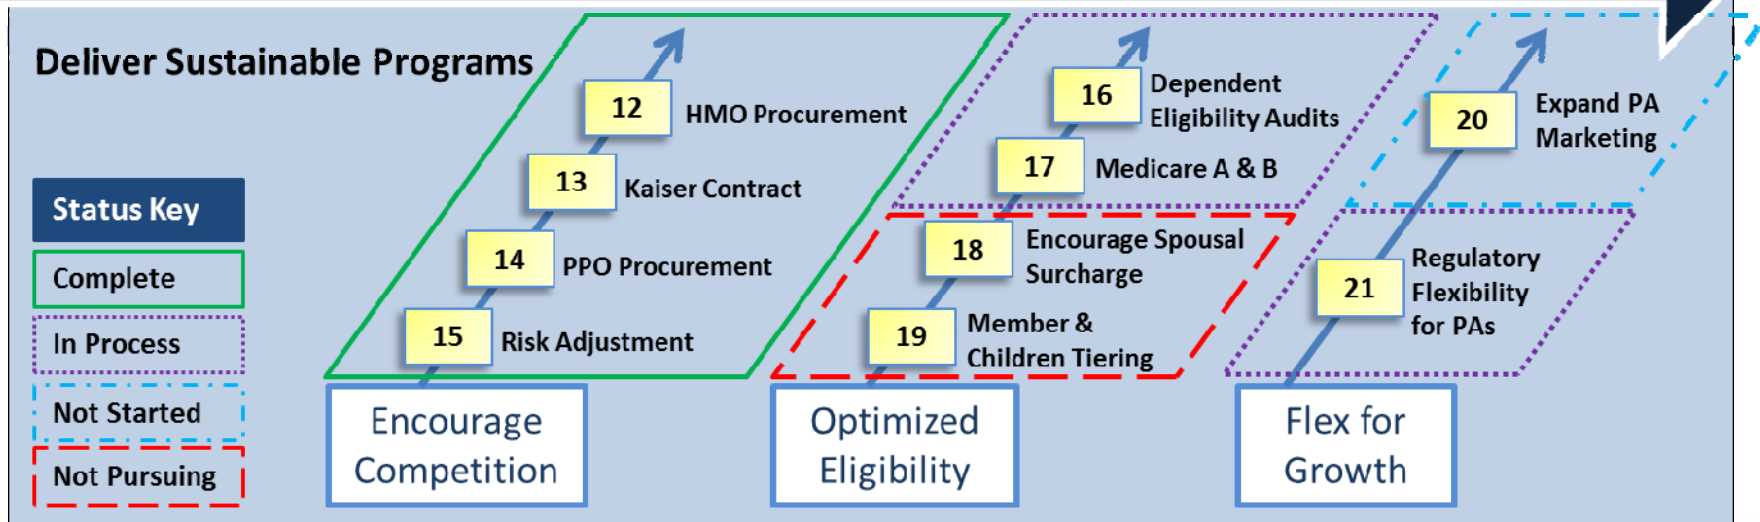 Deliver Sustainable Programs
Status Key
Complete
In Process
Not Started
Not Pursuing
12
HMO Procurement
13
Kaiser Contract
14
PPO Procurement
15
Risk Adjustment
Encourage
Competition
16
Dependent
Eligibility Audits
17
Medicare A & B
18
Encourage Spousal
Surcharge
19
Member &
Children Tiering
Optimized
Eligibility
20
Expand PA
Marketing
21
Regulatory
Flexibility
for PAs
Flex for
Growth